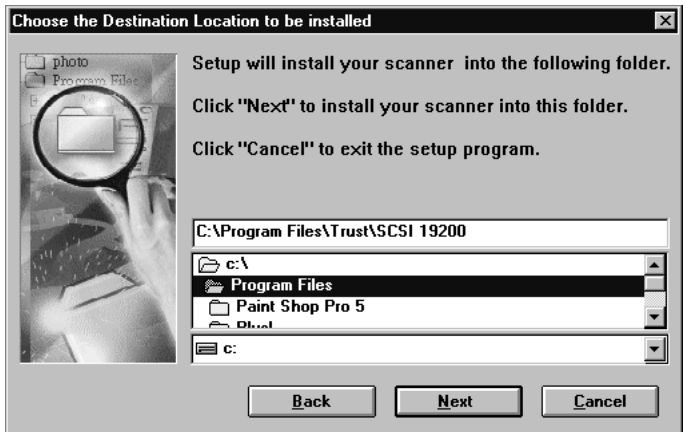 Choose the Destination Location to be installed
photo
Program Files
Setup will install your scanner into the following folder.
Click "Next" to install your scanner into this folder.
Click "Cancel" to exit the setup program.
C:\Program Files\Trust\SCSI 19200
c:\
Program Files
Paint Shop Pro 5
c:
Back
Next
Cancel